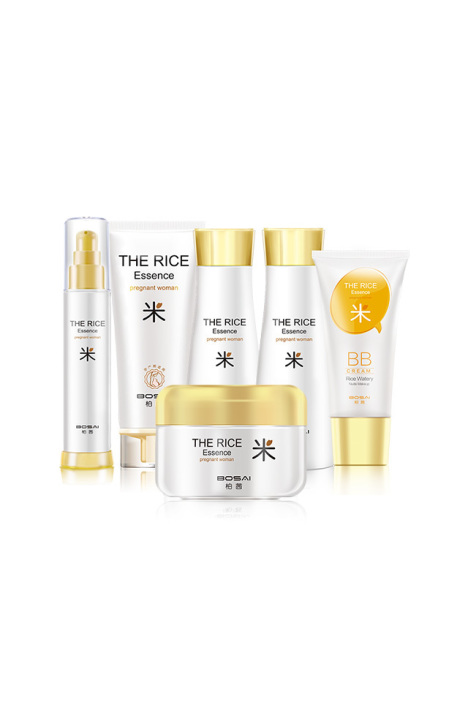 THE RICE
Essence
pregnant woman
米
BOSAI
柏茜
THE RICE
Essence
pregnant woman
米
柏
THE RICE
Essence
pregnant woman
米
THE RICE
Essence
pregnant woman
米
THE RICE
Essence
米
BB
CREAM
Rice Watery
BOSAI
柏茜
THE RICE
Essence
pregnant woman
米
BOSAI
柏茜